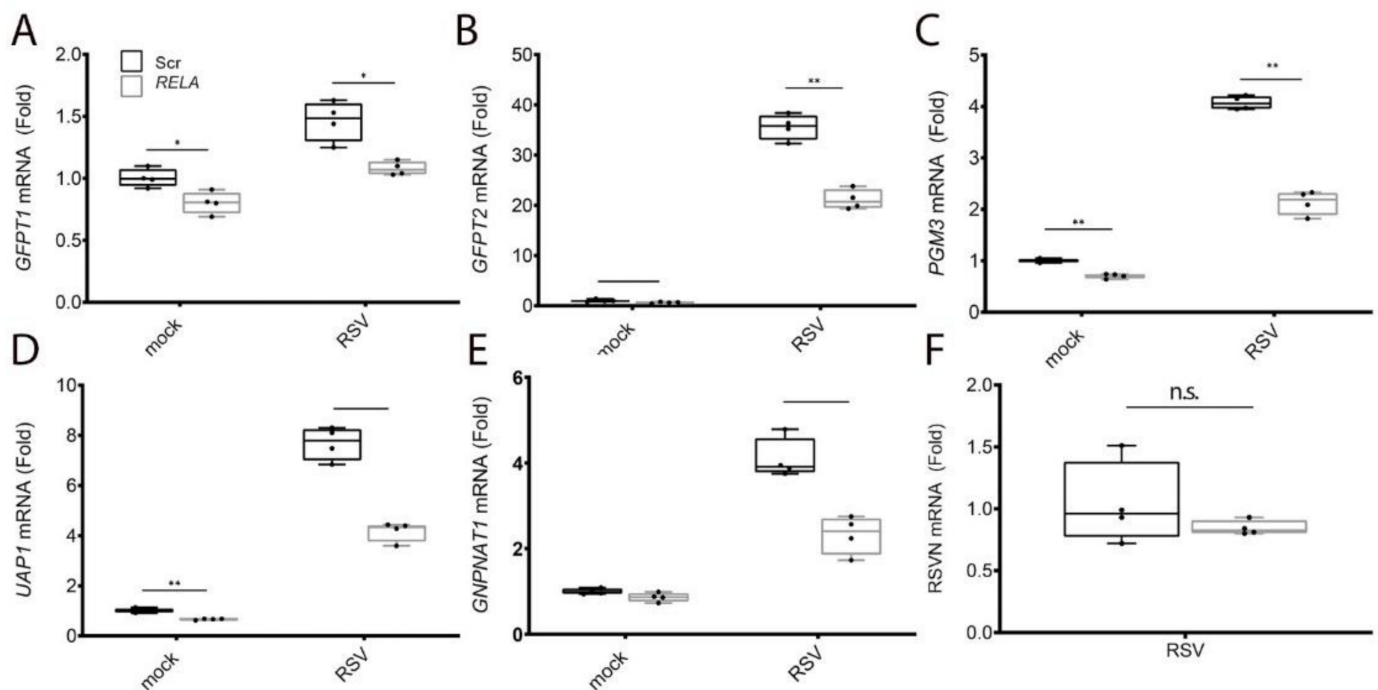 A
GFPT1 mRNA (Fold)
2.0
1.5
1.0
0.5
0.0
Scr
RELA
*
*
mock
RSV
B
GFPT2 mRNA (Fold)
50
40
30
20
10
0
**
mock
RSV
C
PGM3 mRNA (Fold)
5
4
3
2
1
0
**
**
mock
RSV
D
UAP1 mRNA (Fold)
10
8
6
4
2
0
**
mock
RSV
E
GNPNAT1 mRNA (Fold)
6
4
2
0
mock
RSV
F
RSVN mRNA (Fold)
2.0
1.5
1.0
0.5
0.0
n.s.
RSV